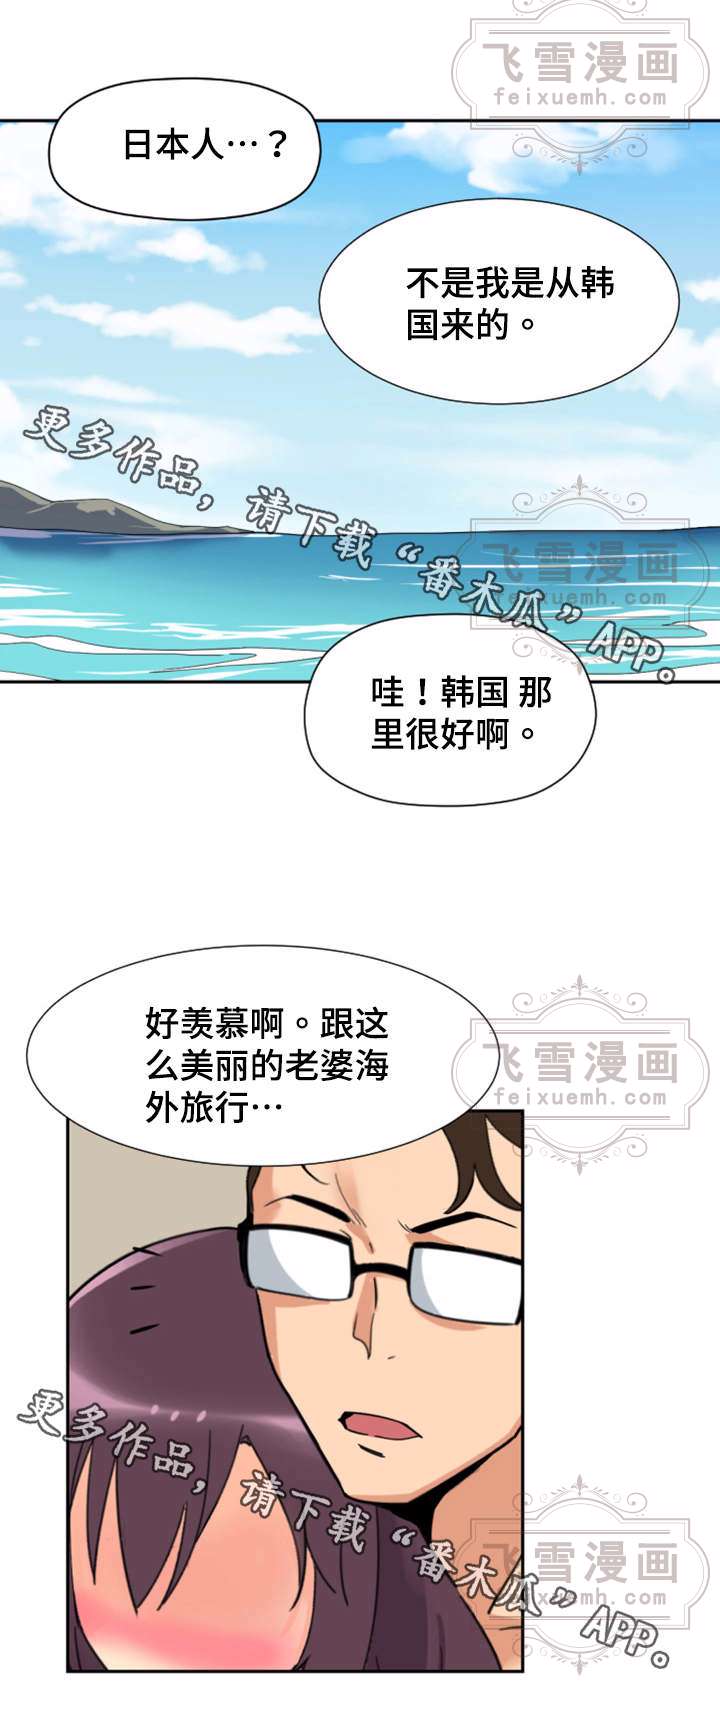 飞雪漫画
feixuemh.com
日本人…？
不是我是从韩
国来的。
更多作品，请下载“番木瓜”APP。
飞雪漫画
feixuemh.com
哇！韩国 那
里很好啊。
好羡慕啊。跟这
么美丽的老婆海
外旅行…
飞雪漫画
feixuemh.com
更多作品，请下载“番木瓜”APP。
飞雪漫画
feixuemh.com